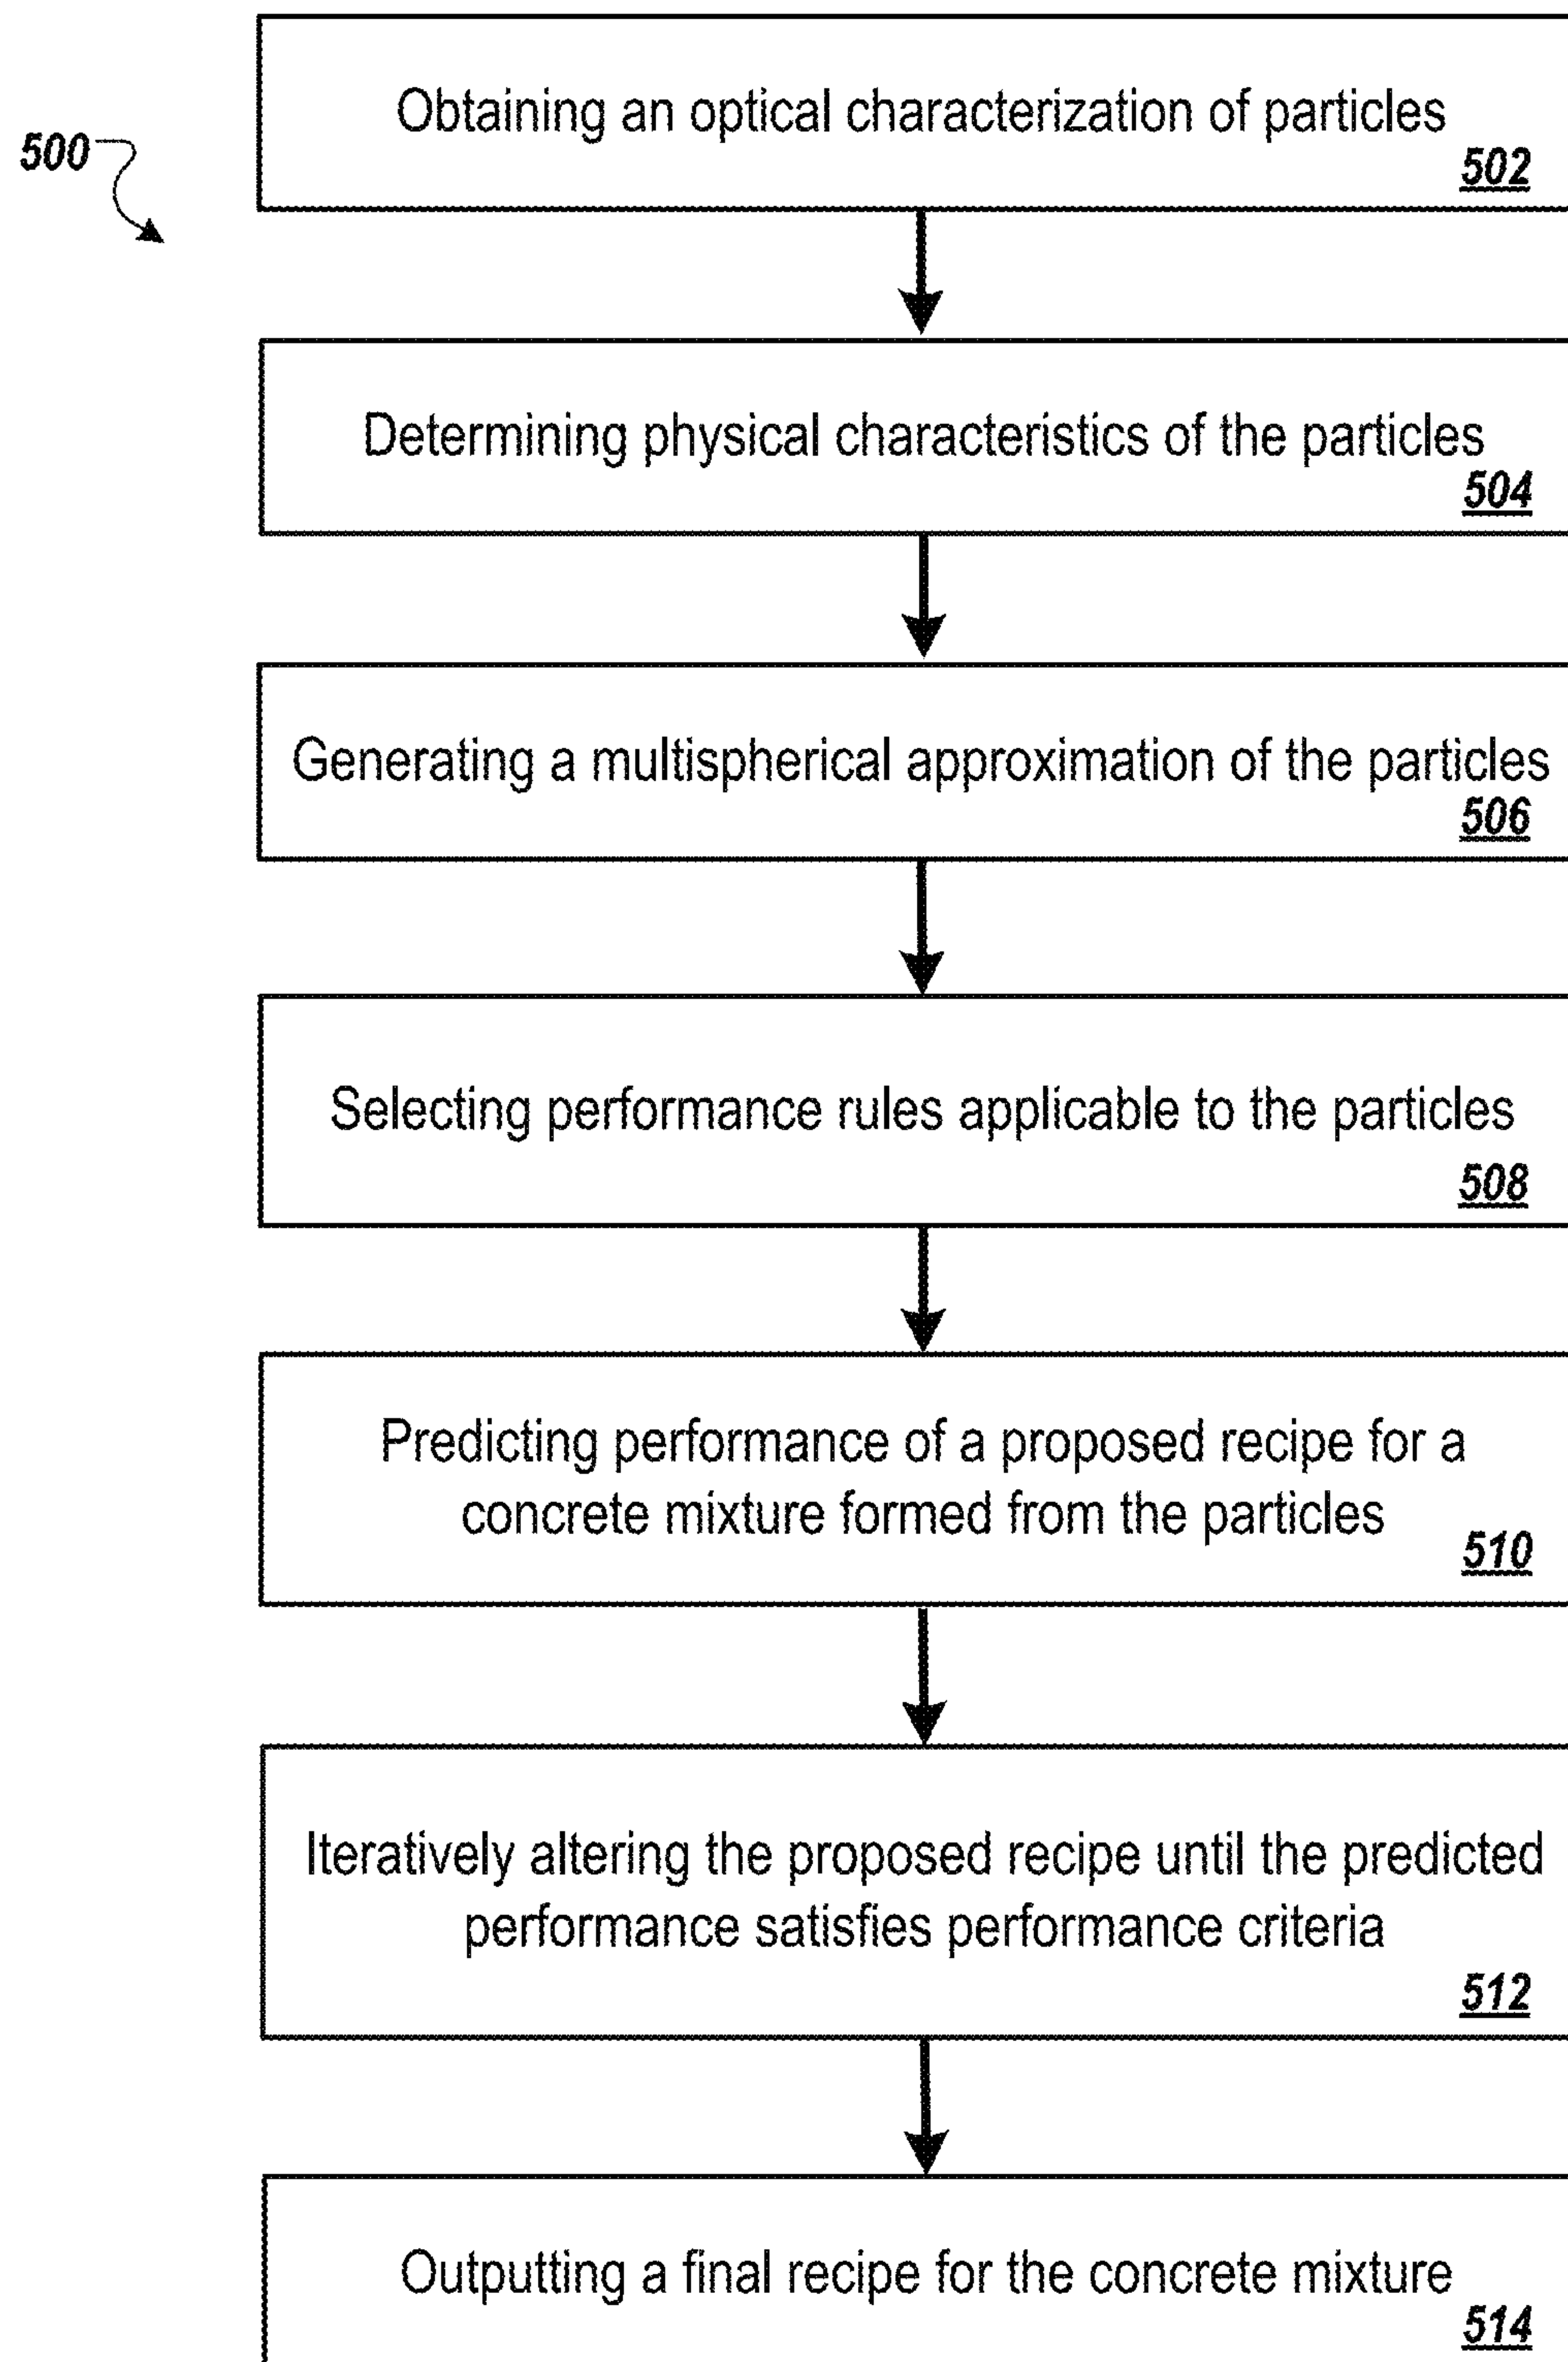 Obtaining an optical characterization of particles
502
500
Determining physical characteristics of the particles
504
Generating a multispherical approximation of the particles
506
Selecting performance rules applicable to the particles
508
Predicting performance of a proposed recipe for a
concrete mixture formed from the particles
510
Iteratively altering the proposed recipe until the predicted
performance satisfies performance criteria
512
Outputting a final recipe for the concrete mixture
514